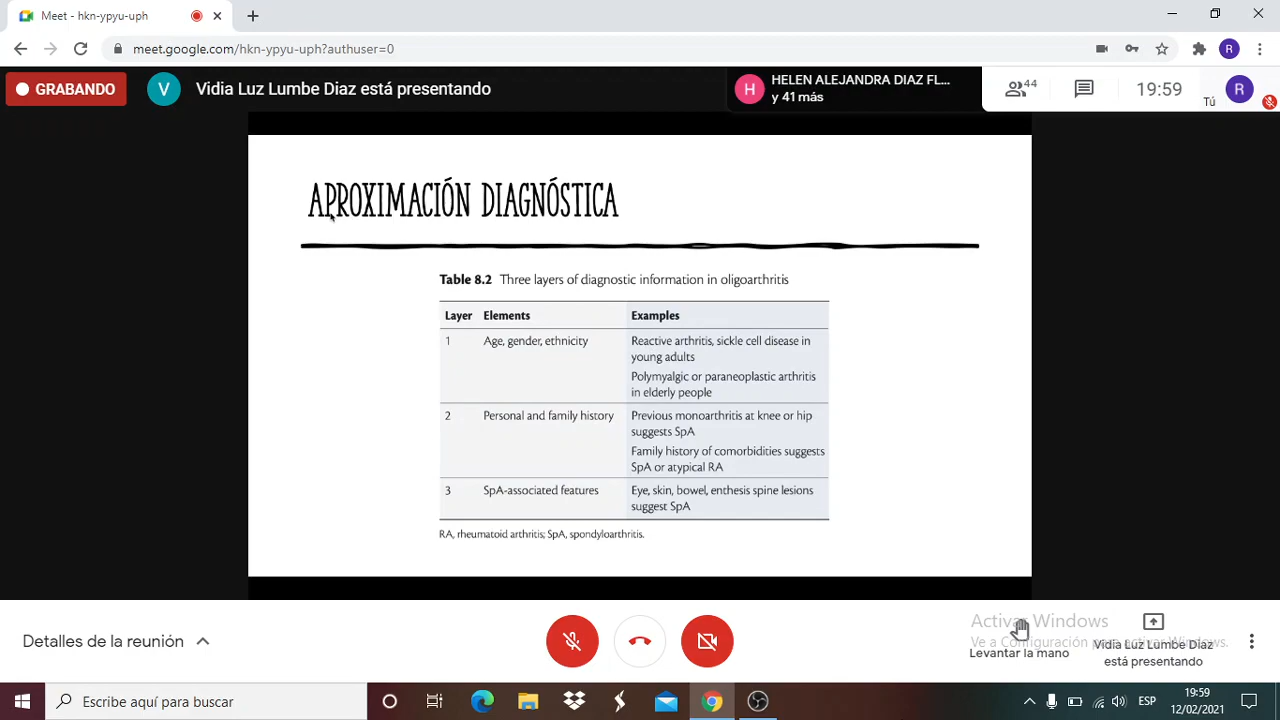 Meet - hkn-ypyu-uph
meet.google.com/hkn-ypyu-uph?authuser=0
R
GRABANDO
V
Vidia Luz Lumbe Diaz está presentando
H
HELEN ALEJANDRA DIAZ FL...
y 41 más
44
19:59
Tú
R
APROXIMACIÓN DIAGNÓSTICA
Table 8.2 Three layers of diagnostic information in oligoarthritis
Layer Elements Examples
1 Age, gender, ethnicity Reactive arthritis, sickle cell disease in
young adults
Polymyalgic or paraneoplastic arthritis
in elderly people
2 Personal and family history Previous monoarthritis at knee or hip
suggests SpA
Family history of comorbidities suggests
SpA or atypical RA
3 SpA-associated features Eye, skin, bowel, enthesis spine lesions
suggest SpA
RA, rheumatoid arthritis; SpA, spondyloarthritis.
Detalles de la reunión
Activar Windows
Ve a Configuración para activar Windows.
Levantar la mano
Vidia Luz Lumbe Diaz
está presentando
Escribe aquí para buscar
ESP
19:59
12/02/2021